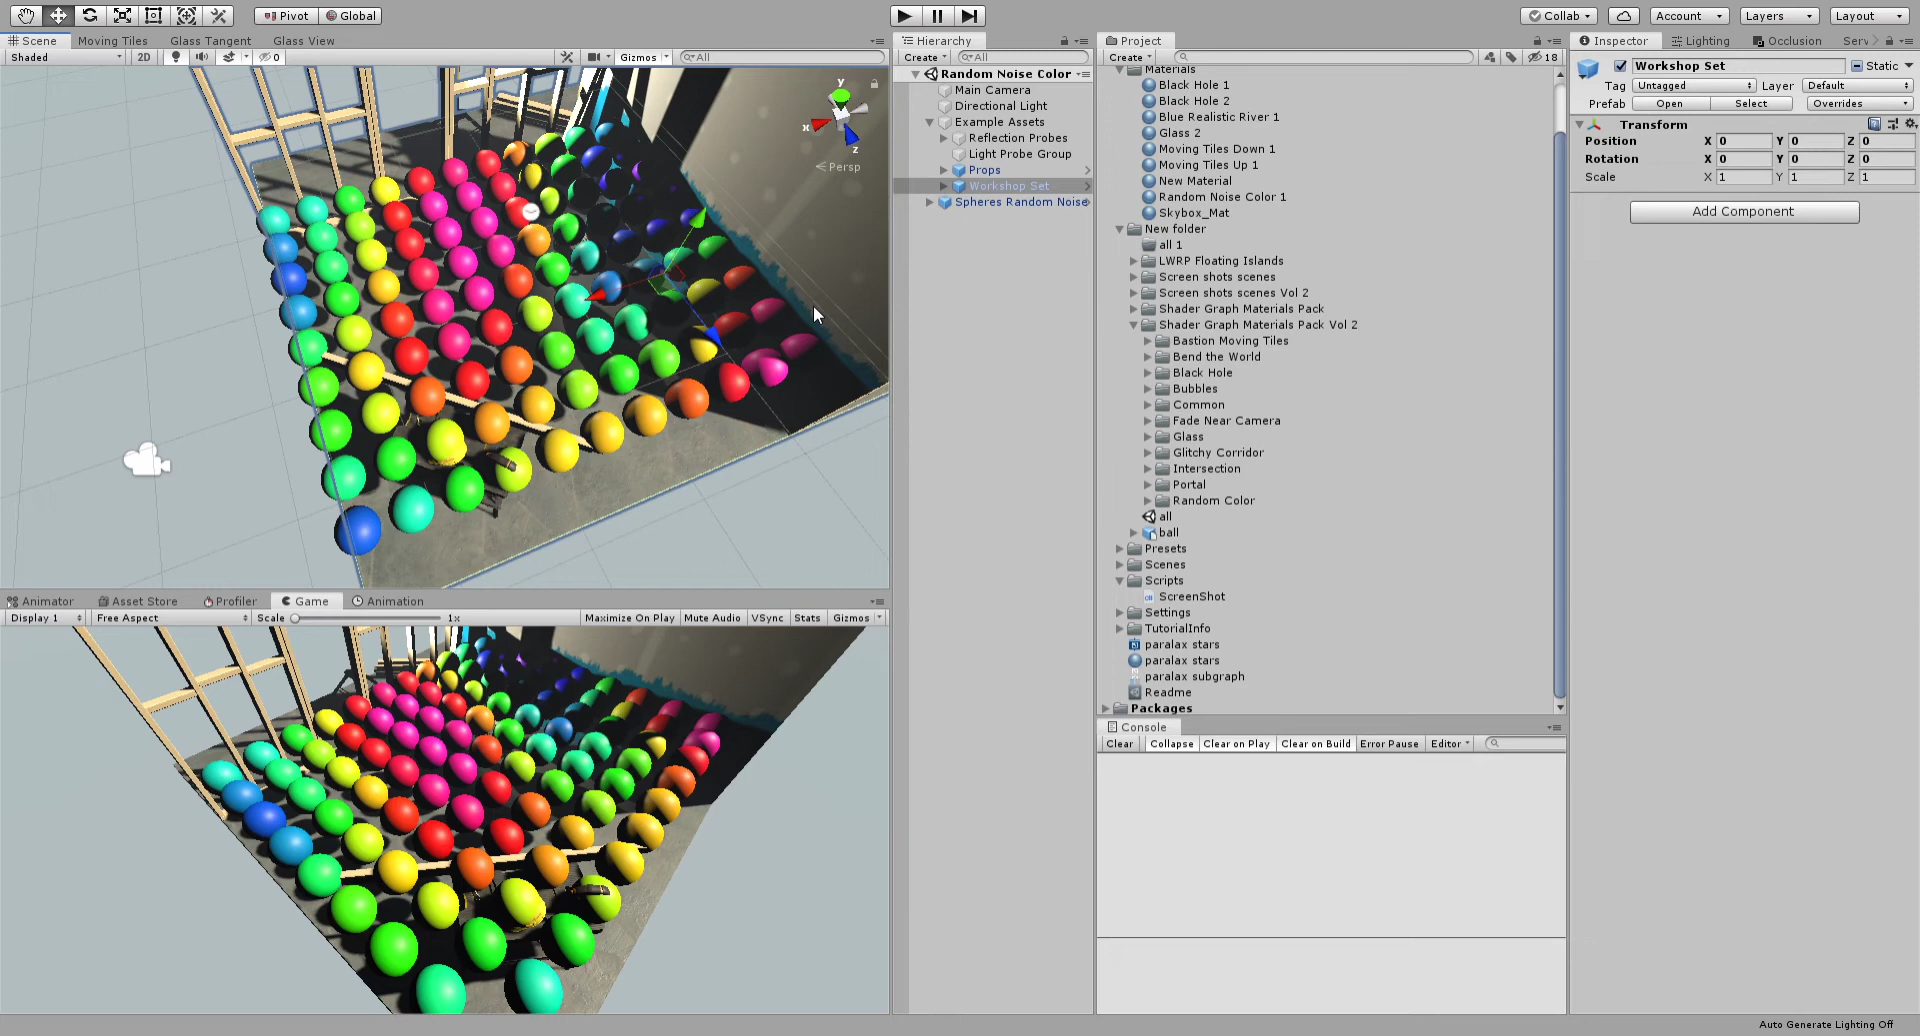 Pivot Global
Collab Account Layers Layout
Scene Moving Tiles Glass Tangent Glass View
Shaded 2D 0 Gizmos All
y
x
z
Persp
Hierarchy
Create All
Random Noise Color
Main Camera
Directional Light
Example Assets
Reflection Probes
Light Probe Group
Props
Workshop Set
Spheres Random Noise
Project
Create 18
Materials
Black Hole 1
Black Hole 2
Blue Realistic River 1
Glass 2
Moving Tiles Down 1
Moving Tiles Up 1
New Material
Random Noise Color 1
Skybox_Mat
New folder
all 1
LWRP Floating Islands
Screen shots scenes
Screen shots scenes Vol 2
Shader Graph Materials Pack
Shader Graph Materials Pack Vol 2
Bastion Moving Tiles
Bend the World
Black Hole
Bubbles
Common
Fade Near Camera
Glass
Glitchy Corridor
Intersection
Portal
Random Color
all
ball
Presets
Scenes
Scripts
ScreenShot
Settings
TutorialInfo
paralax stars
paralax stars
paralax subgraph
Readme
Packages
Console
Clear Collapse Clear on Play Clear on Build Error Pause Editor
Inspector Lighting Occlusion Serv
Workshop Set Static
Tag Untagged Layer Default
Prefab Open Select Overrides
Transform
Position X 0 Y 0 Z 0
Rotation X 0 Y 0 Z 0
Scale X 1 Y 1 Z 1
Add Component
Animator Asset Store Profiler Game Animation
Display 1 Free Aspect Scale 1x Maximize On Play Mute Audio VSync Stats Gizmos
Auto Generate Lighting Off